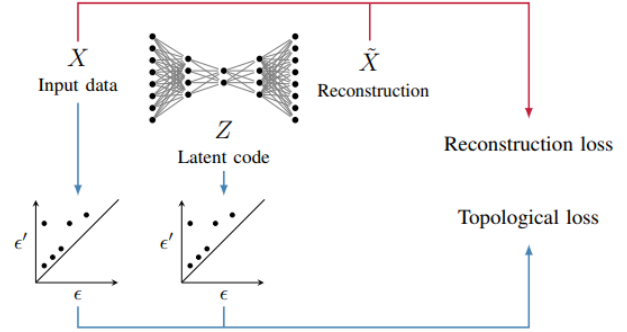 X
Input data
X̃
Reconstruction
Z
Latent code
Reconstruction loss
Topological loss
ϵ′
ϵ
ϵ′
ϵ